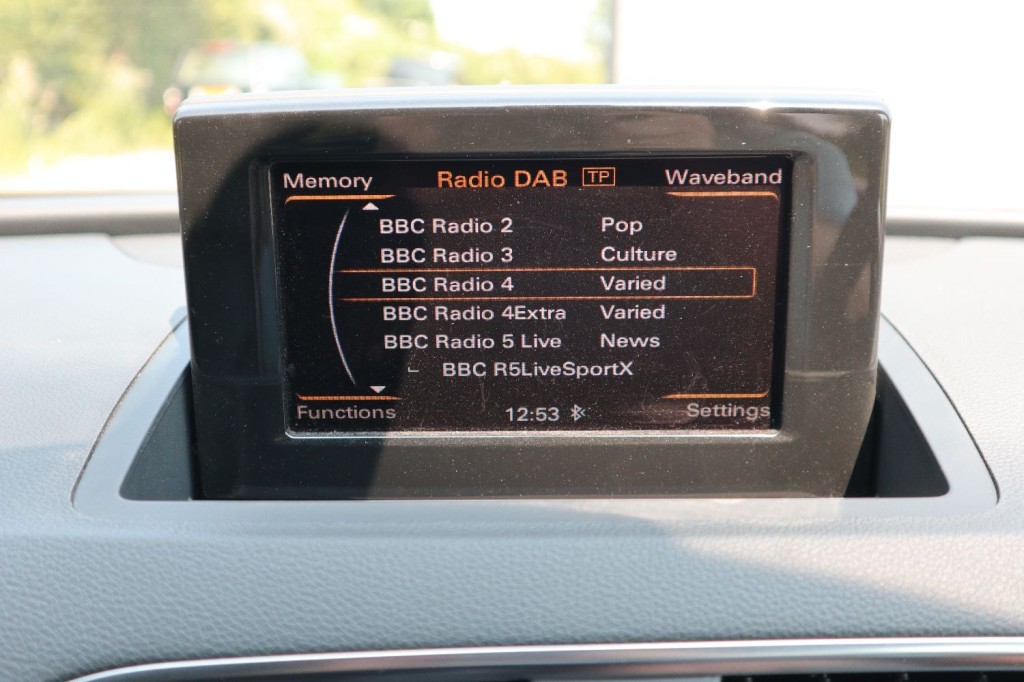 Memory Radio DAB TP Waveband
BBC Radio 2 Pop
BBC Radio 3 Culture
BBC Radio 4 Varied
BBC Radio 4Extra Varied
BBC Radio 5 Live News
BBC R5LiveSportX
Functions 12:53 Settings